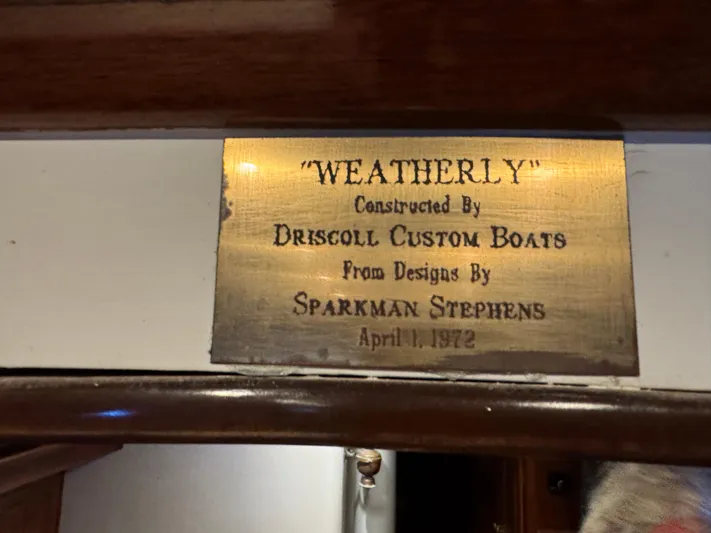 "WEATHERLY"
Constructed By
DRISCOLL CUSTOM BOATS
From Designs By
SPARKMAN STEPHENS
April 1, 1972